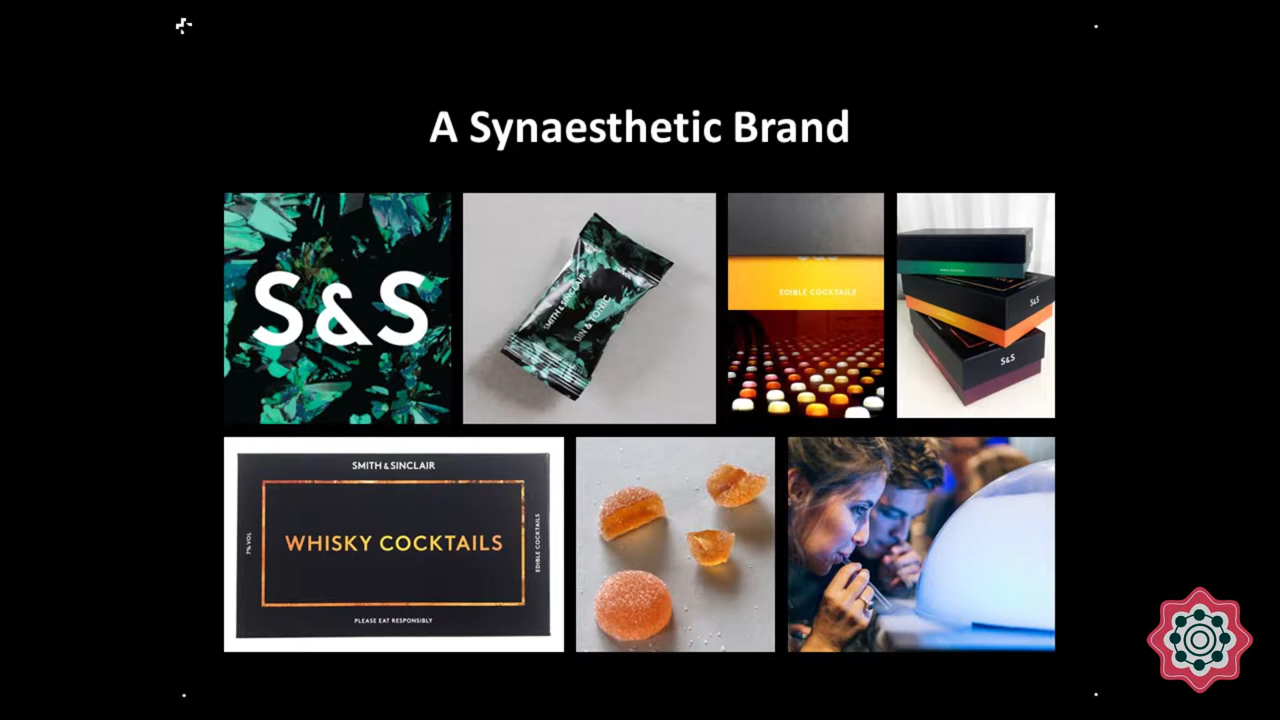 A Synaesthetic Brand
S&S
SMITH & SINCLAIR
GIN & TONIC
EDIBLE COCKTAILS
S&S
S&S
SMITH & SINCLAIR
WHISKY COCKTAILS
7% VOL
EDIBLE COCKTAILS
PLEASE EAT RESPONSIBLY